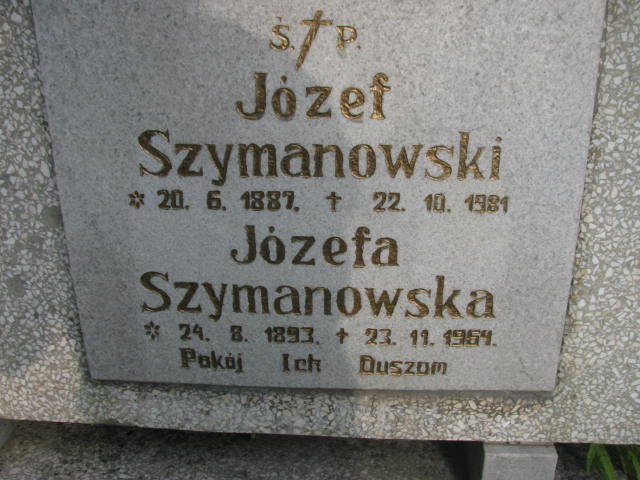 Ś. † P.
Józef
Szymanowski
* 20. 6. 1887. † 22. 10. 1981
Józefa
Szymanowska
* 24. 8. 1893. † 23. 11. 1964.
Pokój Ich Duszom